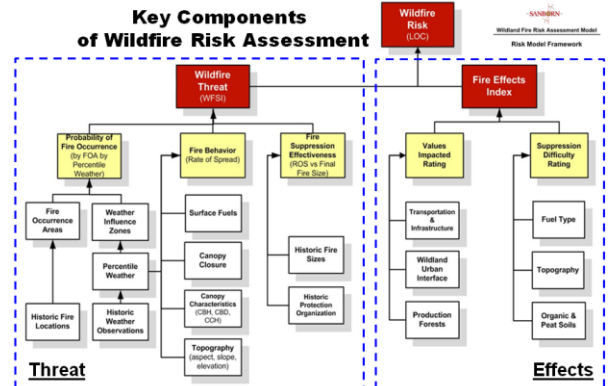 Key Components
of Wildfire Risk Assessment
Wildfire
Risk
(LOC)
SANBORN
Wildland Fire Risk Assessment Model
Risk Model Framework
Wildfire
Threat
(WFSI)
Fire Effects
Index
Probability of
Fire Occurrence
(by FOA by
Percentile
Weather)
Fire Behavior
(Rate of Spread)
Fire
Suppression
Effectiveness
(ROS vs Final
Fire Size)
Values
Impacted
Rating
Suppression
Difficulty
Rating
Fire
Occurrence
Areas
Weather
Influence
Zones
Surface Fuels
Transportation
&
Infrastructure
Fuel Type
Percentile
Weather
Canopy
Closure
Historic Fire
Sizes
Wildland
Urban
Interface
Topography
Historic Fire
Locations
Historic
Weather
Observations
Canopy
Characteristics
(CBH, CBD,
CCH)
Historic
Protection
Organization
Production
Forests
Organic &
Peat Soils
Topography
(aspect, slope,
elevation)
Threat
Effects